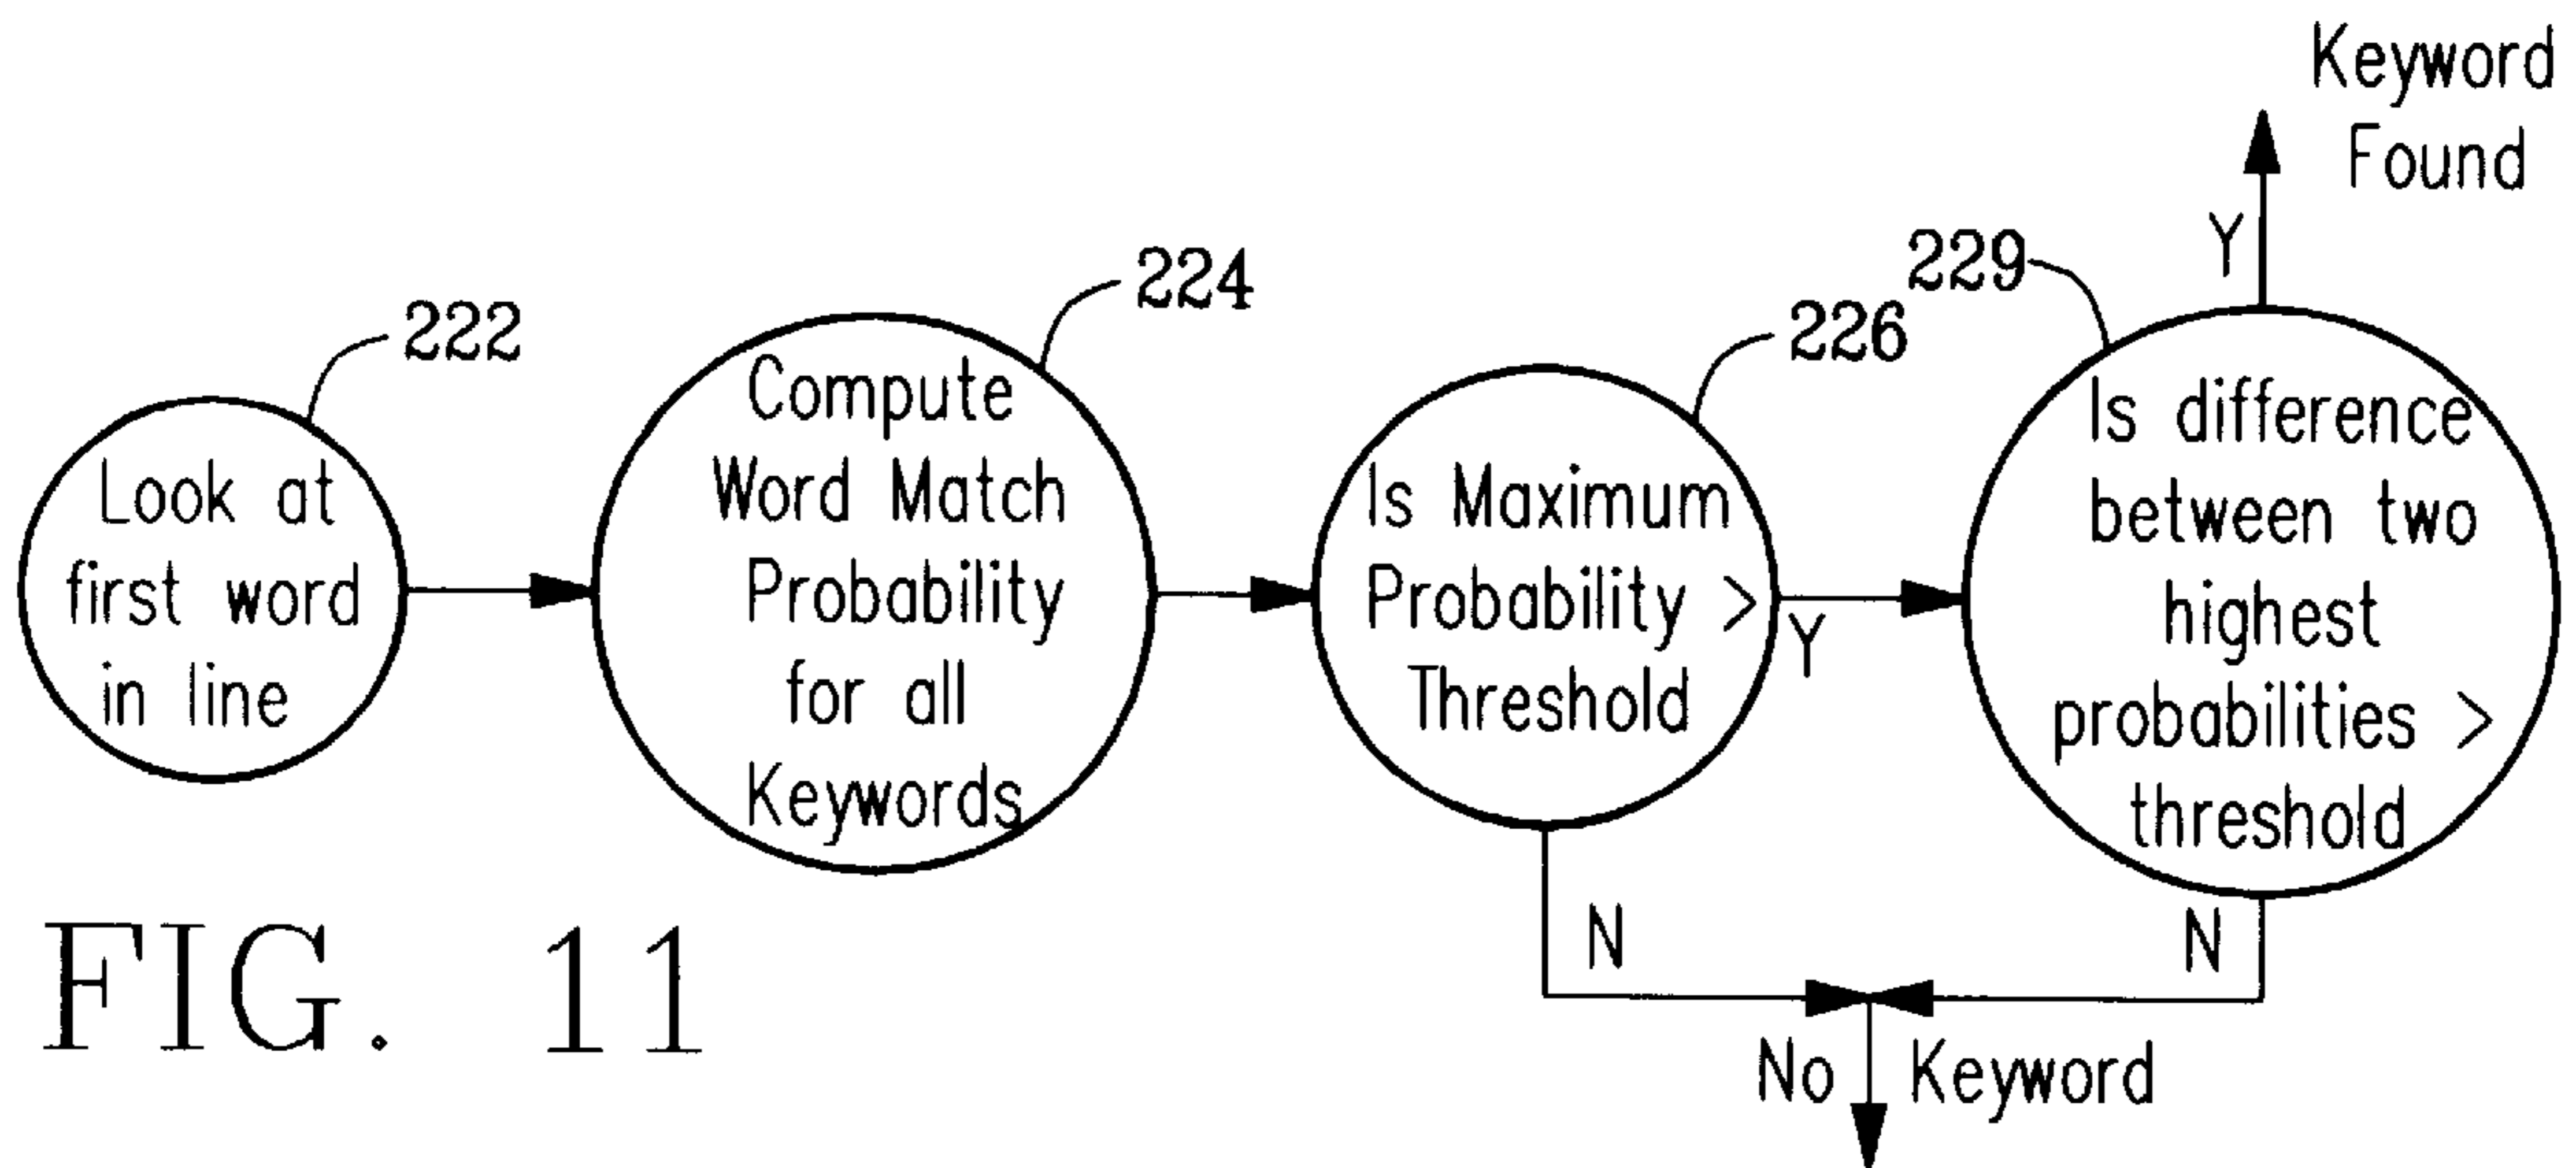 222
Look at
first word
in line
224
Compute
Word Match
Probability
for all
Keywords
226
Is Maximum
Probability >
Threshold
Y
N
229
Is difference
between two
highest
probabilities >
threshold
Y
Keyword
Found
N
No Keyword
FIG. 11